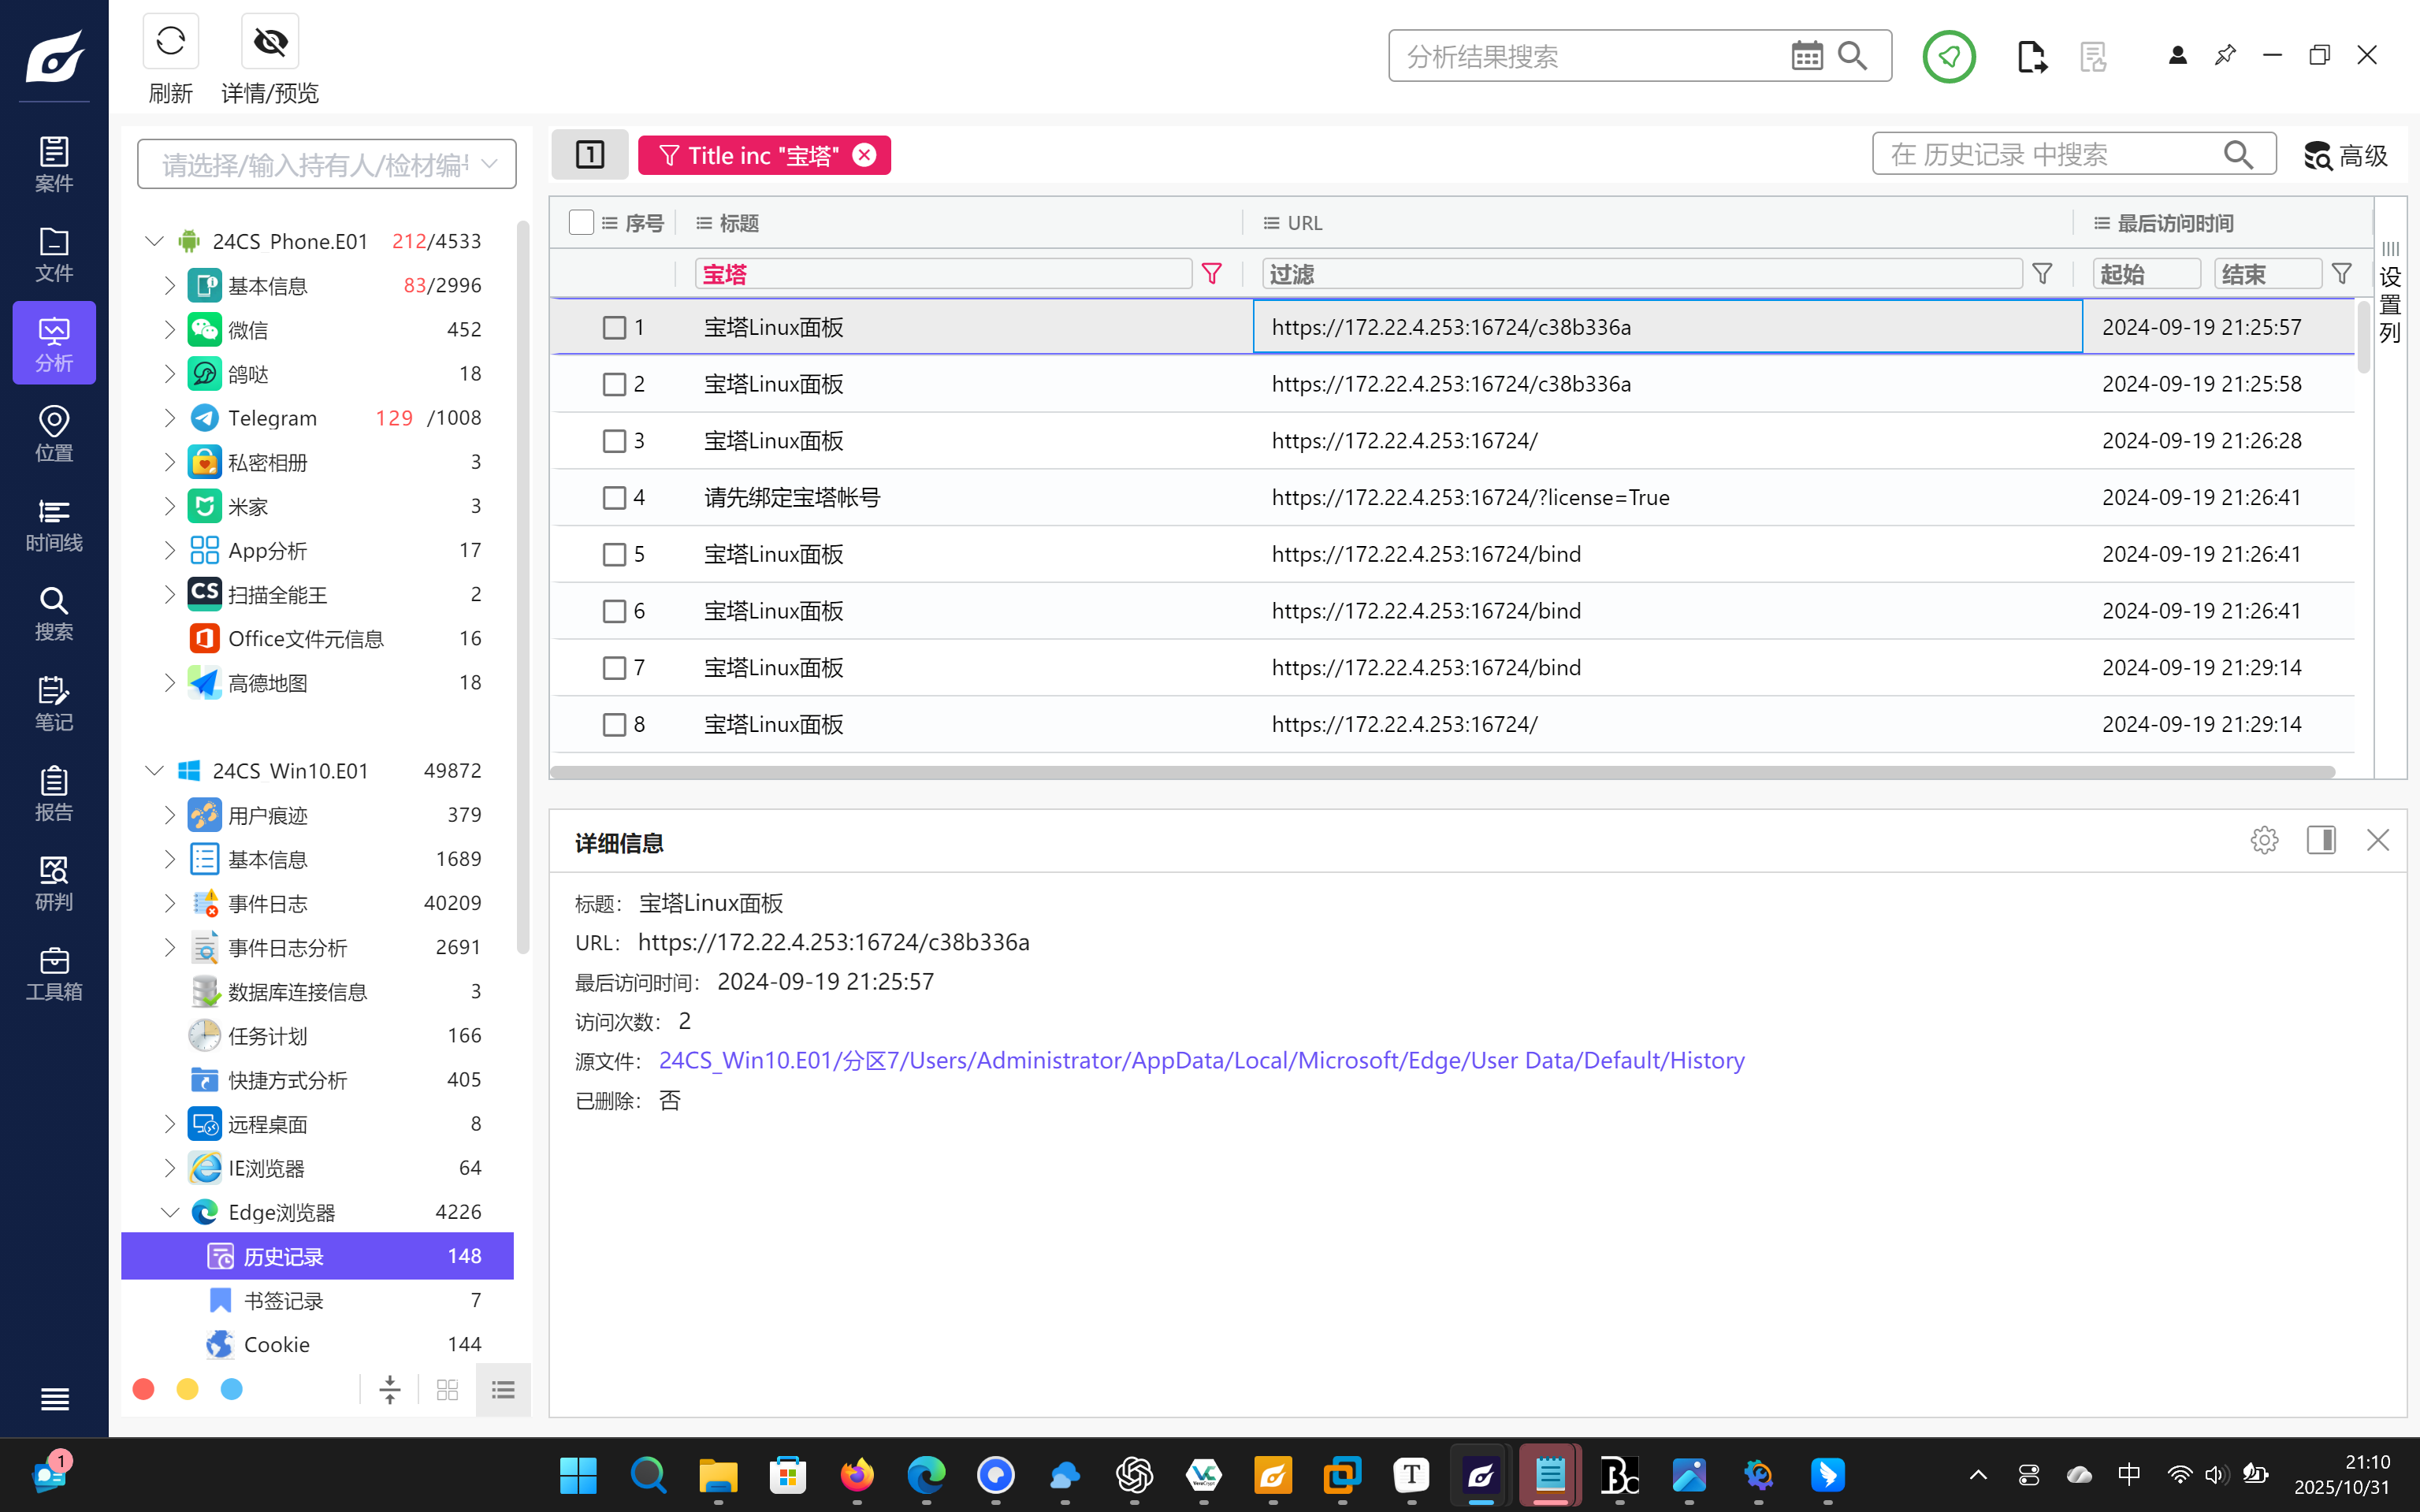 刷新
详情/预览
分析结果搜索
案件
文件
分析
位置
时间线
搜索
笔记
报告
研判
工具箱
请选择/输入持有人/检材编号
24CS_Phone.E01 212/4533
基本信息 83/2996
微信 452
鸽哒 18
Telegram 129 /1008
私密相册 3
米家 3
App分析 17
CS 扫描全能王 2
Office文件元信息 16
高德地图 18
24CS_Win10.E01 49872
用户痕迹 379
基本信息 1689
事件日志 40209
事件日志分析 2691
数据库连接信息 3
任务计划 166
快捷方式分析 405
远程桌面 8
IE浏览器 64
Edge浏览器 4226
历史记录 148
书签记录 7
Cookie 144
1 Title inc "宝塔"
在 历史记录 中搜索
高级
序号 标题 URL 最后访问时间
宝塔 过滤 起始 结束
设置列
1 宝塔Linux面板 https://172.22.4.253:16724/c38b336a 2024-09-19 21:25:57
2 宝塔Linux面板 https://172.22.4.253:16724/c38b336a 2024-09-19 21:25:58
3 宝塔Linux面板 https://172.22.4.253:16724/ 2024-09-19 21:26:28
4 请先绑定宝塔帐号 https://172.22.4.253:16724/?license=True 2024-09-19 21:26:41
5 宝塔Linux面板 https://172.22.4.253:16724/bind 2024-09-19 21:26:41
6 宝塔Linux面板 https://172.22.4.253:16724/bind 2024-09-19 21:26:41
7 宝塔Linux面板 https://172.22.4.253:16724/bind 2024-09-19 21:29:14
8 宝塔Linux面板 https://172.22.4.253:16724/ 2024-09-19 21:29:14
详细信息
标题： 宝塔Linux面板
URL： https://172.22.4.253:16724/c38b336a
最后访问时间： 2024-09-19 21:25:57
访问次数： 2
源文件： 24CS_Win10.E01/分区7/Users/Administrator/AppData/Local/Microsoft/Edge/User Data/Default/History
已删除： 否
1
T
中
21:10
2025/10/31